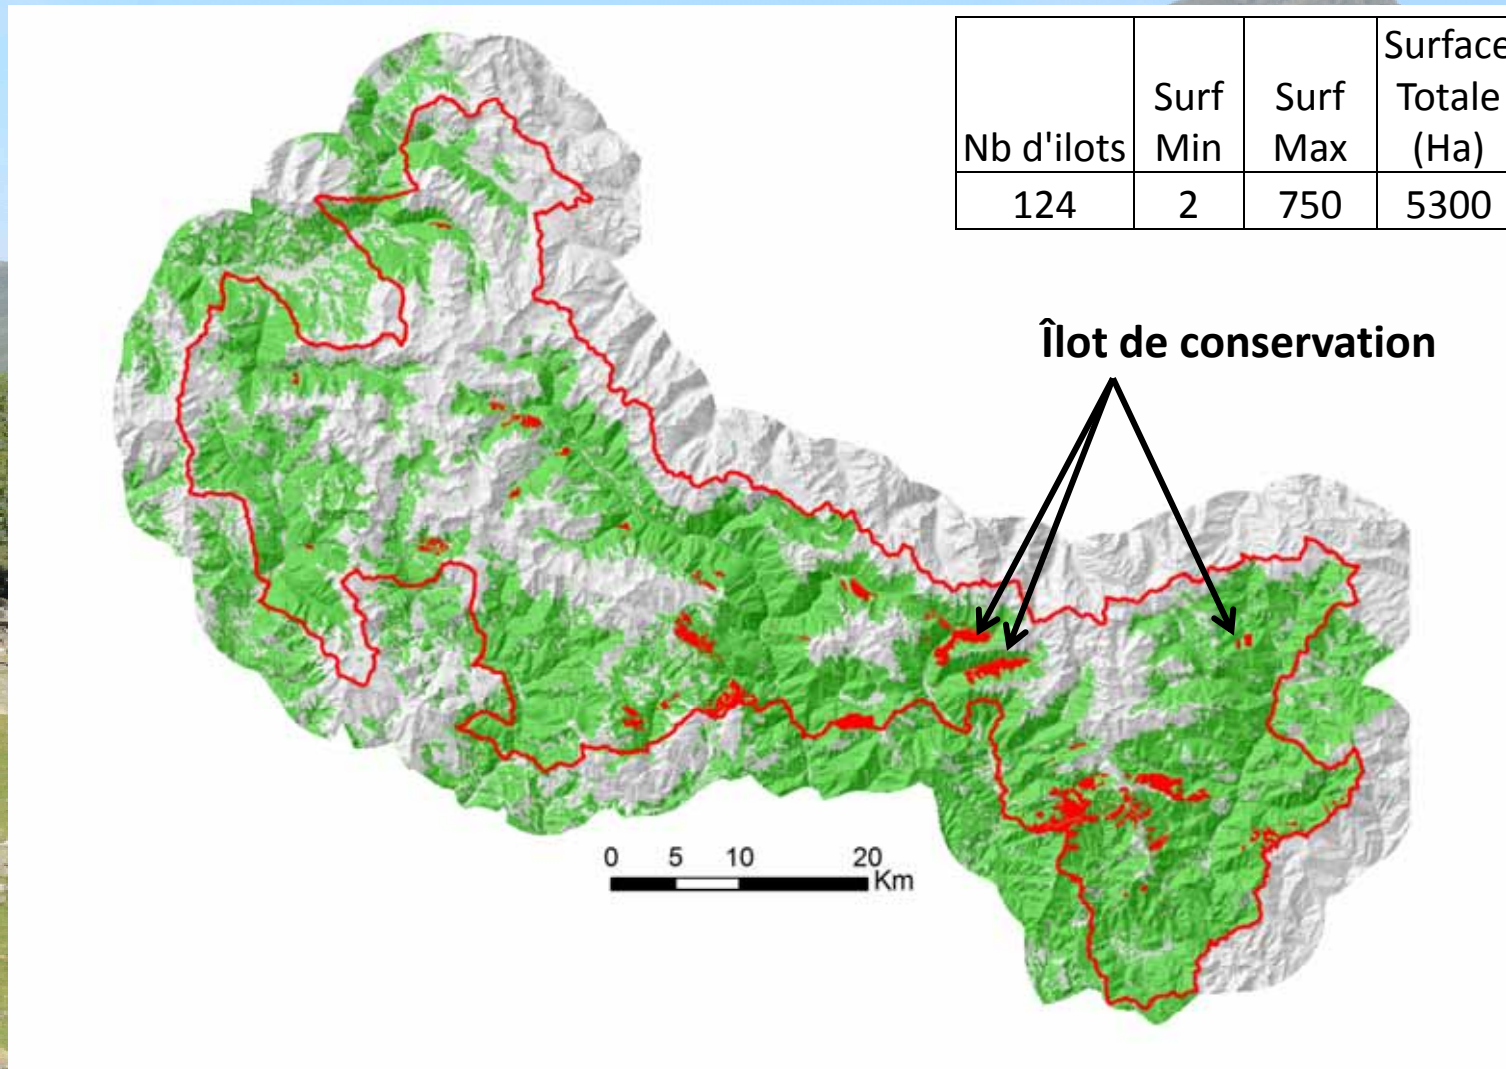 Nb d'ilots
Surf
Min
Surf
Max
Surface
Totale
(Ha)
124 2 750 5300
Îlot de conservation
0 5 10 20
Km